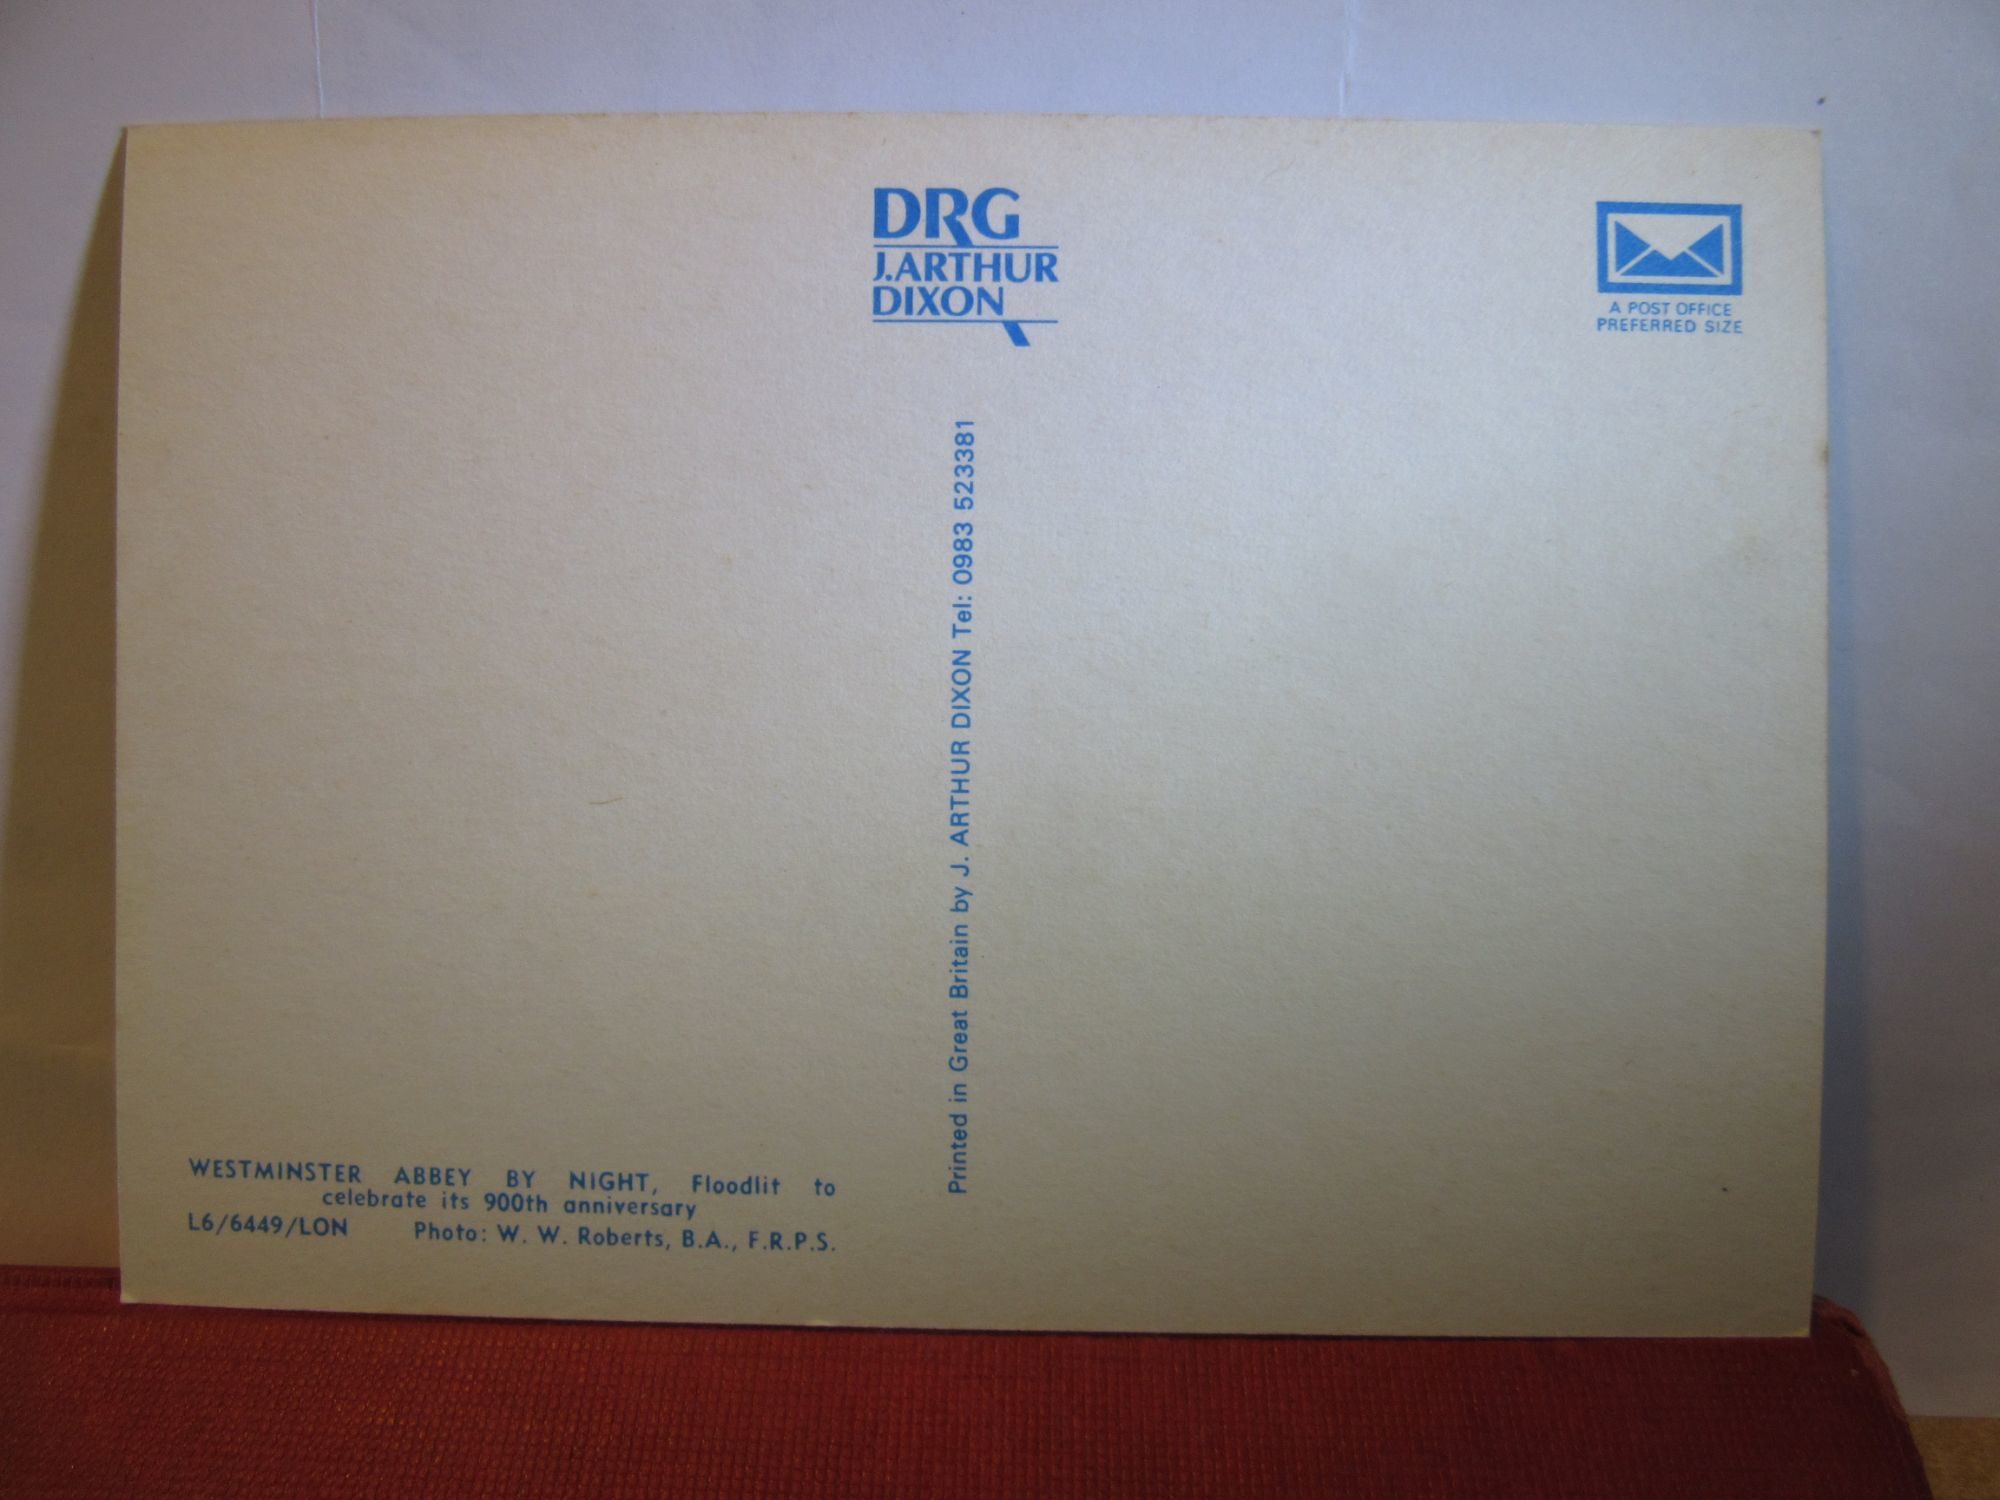 DRG
J.ARTHUR
DIXON
A POST OFFICE
PREFERRED SIZE
Printed in Great Britain by J. ARTHUR DIXON Tel: 0983 523381
WESTMINSTER ABBEY BY NIGHT, Floodlit to
celebrate its 900th anniversary
L6/6449/LON Photo: W. W. Roberts, B.A., F.R.P.S.